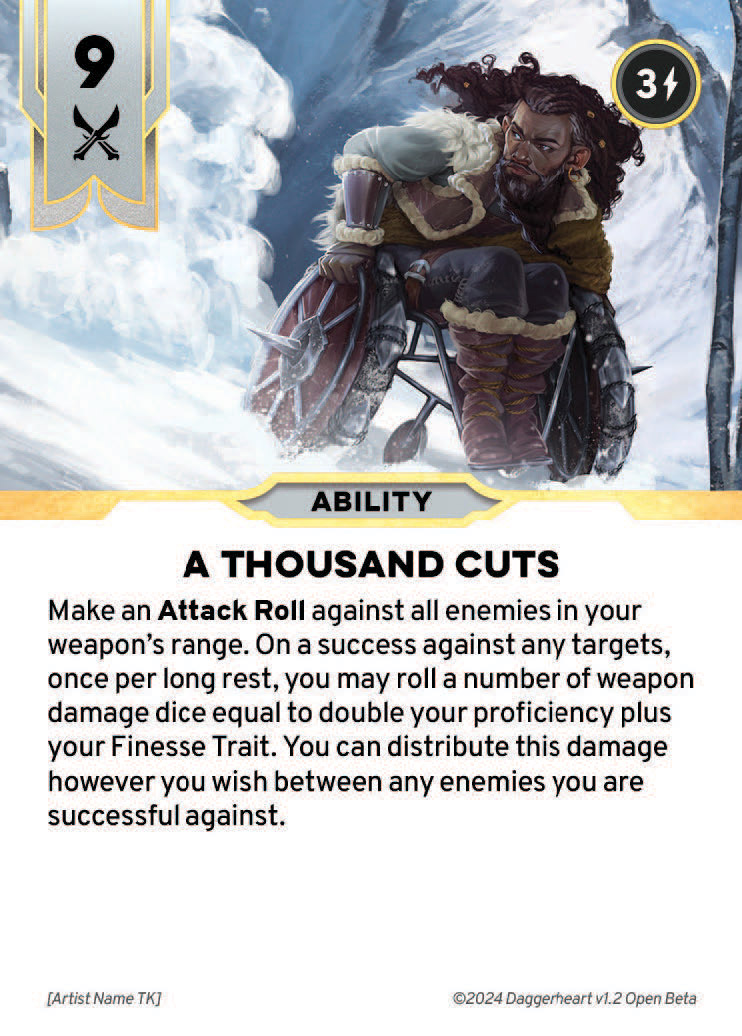 9
3
ABILITY
A THOUSAND CUTS
Make an Attack Roll against all enemies in your
weapon’s range. On a success against any targets,
once per long rest, you may roll a number of weapon
damage dice equal to double your proficiency plus
your Finesse Trait. You can distribute this damage
however you wish between any enemies you are
successful against.
[Artist Name TK]
©2024 Daggerheart v1.2 Open Beta